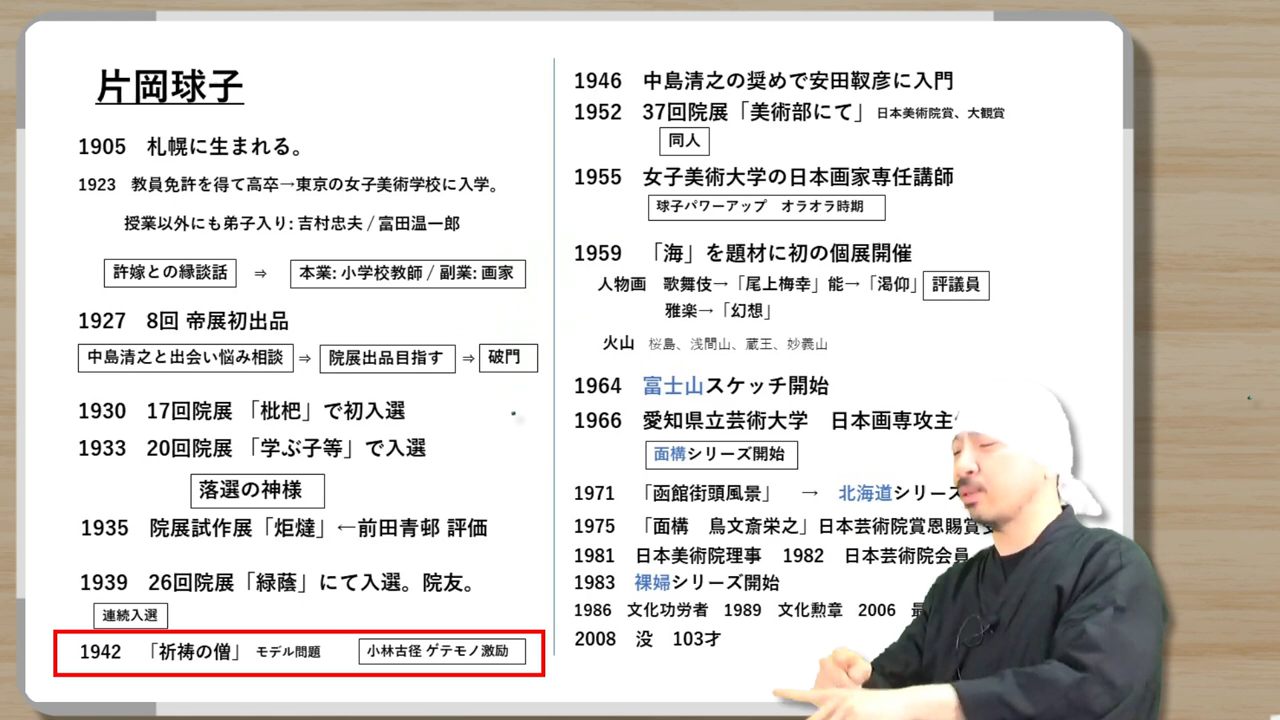 片岡球子
1905 札幌に生まれる。
1923 教員免許を得て高卒→東京の女子美術学校に入学。
授業以外にも弟子入り: 吉村忠夫 / 富田温一郎
許嫁との縁談話 ⇒ 本業: 小学校教師 / 副業: 画家
1927 8回 帝展初出品
中島清之と出会い悩み相談 ⇒ 院展出品目指す ⇒ 破門
1930 17回院展 「枇杷」で初入選
1933 20回院展 「学ぶ子等」で入選
落選の神様
1935 院展試作展「炬燵」←前田青邨 評価
1939 26回院展「緑蔭」にて入選。院友。
連続入選
1942 「祈祷の僧」 モデル問題 小林古径 ゲテモノ激励
1946 中島清之の奨めで安田靫彦に入門
1952 37回院展「美術部にて」 日本美術院賞、大観賞
同人
1955 女子美術大学の日本画家専任講師
球子パワーアップ オラオラ時期
1959 「海」を題材に初の個展開催
人物画 歌舞伎→「尾上梅幸」能→「渇仰」 評議員
雅楽→「幻想」
火山 桜島、浅間山、蔵王、妙義山
1964 富士山スケッチ開始
1966 愛知県立芸術大学 日本画専攻主
面構シリーズ開始
1971 「函館街頭風景」 → 北海道シリーズ
1975 「面構 鳥文斎栄之」日本芸術院賞恩賜賞
1981 日本美術院理事 1982 日本芸術院会員
1983 裸婦シリーズ開始
1986 文化功労者 1989 文化勲章 2006
2008 没 103才